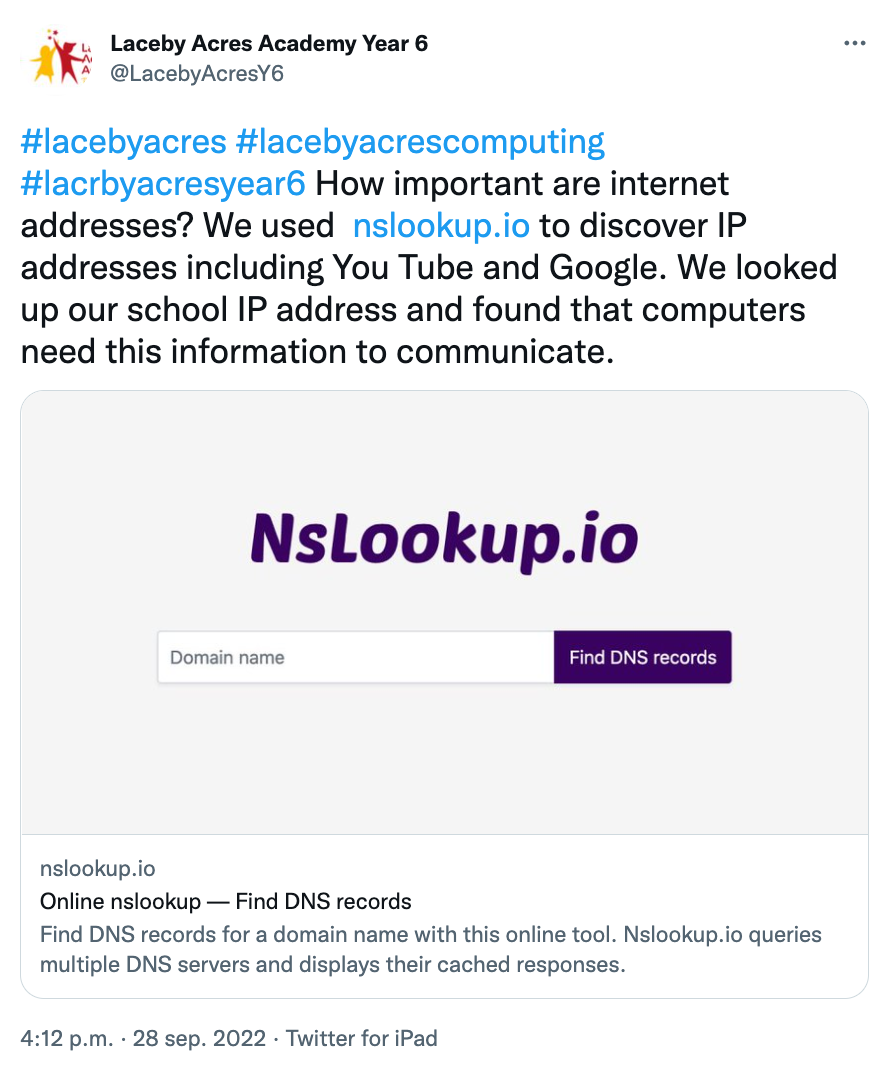 Laceby Acres Academy Year 6
@LacebyAcresY6
#lacebyacres #lacebyacrescomputing
#lacrbyacresyear6 How important are internet
addresses? We used  nslookup.io to discover IP
addresses including You Tube and Google. We looked
up our school IP address and found that computers
need this information to communicate.
NsLookup.io
Domain name
Find DNS records
nslookup.io
Online nslookup — Find DNS records
Find DNS records for a domain name with this online tool. Nslookup.io queries
multiple DNS servers and displays their cached responses.
4:12 p.m. · 28 sep. 2022 · Twitter for iPad